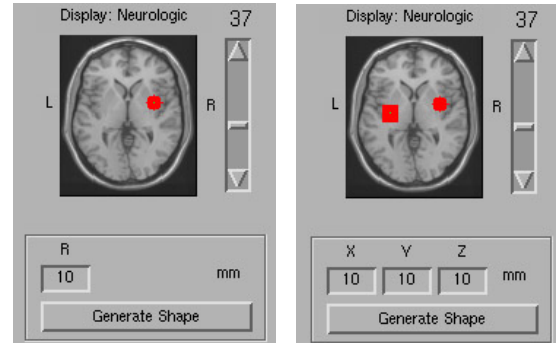 Display: Neurologic 37
L R
R
10 mm
Generate Shape
Display: Neurologic 37
L R
X Y Z
10 10 10 mm
Generate Shape